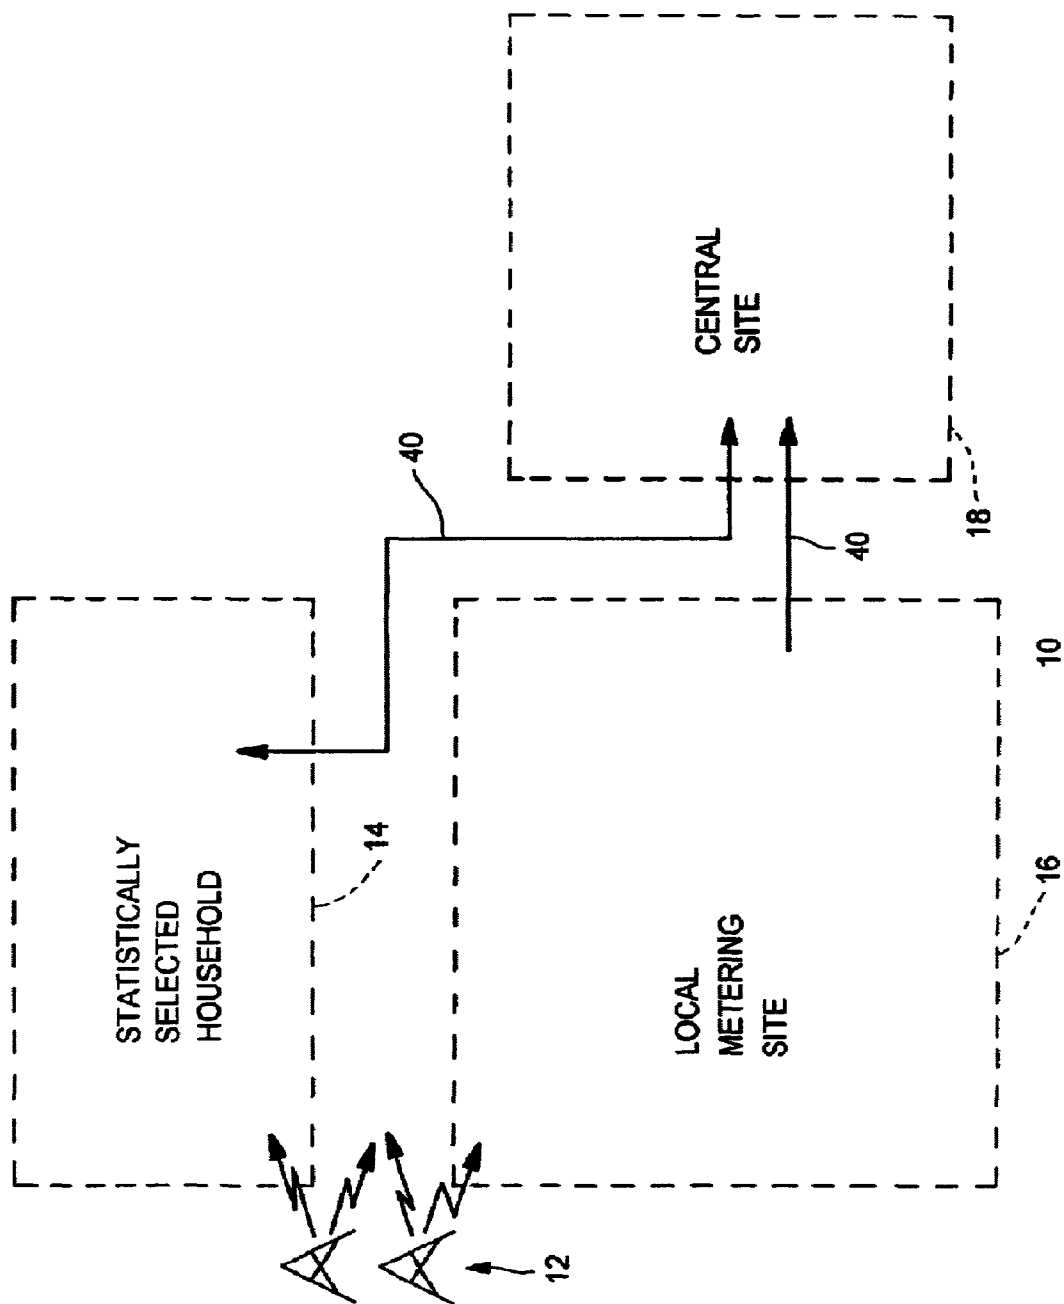 STATISTICALLY
SELECTED
HOUSEHOLD
14
40
CENTRAL
SITE
18
40
LOCAL
METERING
SITE
16
12
10